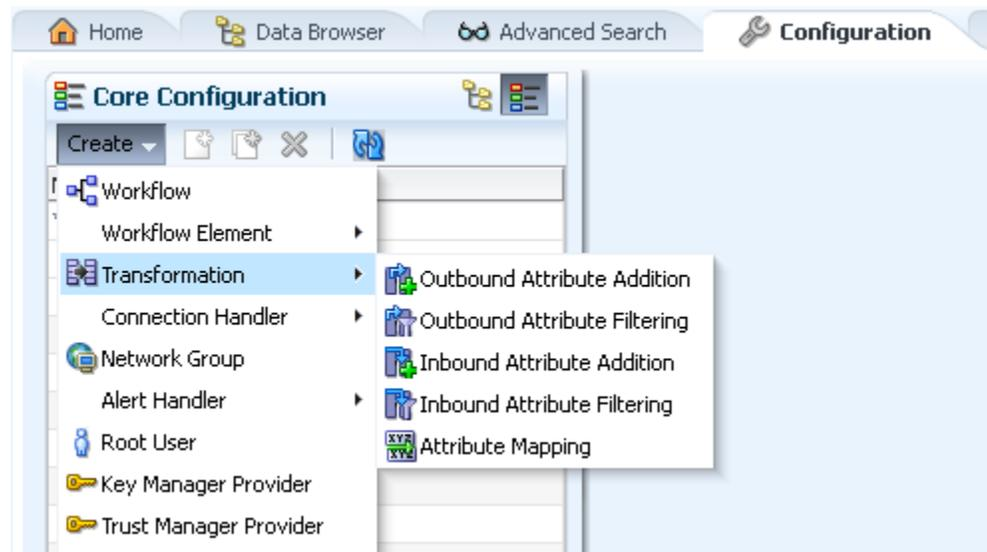 Home Data Browser Advanced Search Configuration
Core Configuration
Create
Workflow
Workflow Element
Transformation
Connection Handler
Network Group
Alert Handler
Root User
Key Manager Provider
Trust Manager Provider
Outbound Attribute Addition
Outbound Attribute Filtering
Inbound Attribute Addition
Inbound Attribute Filtering
Attribute Mapping